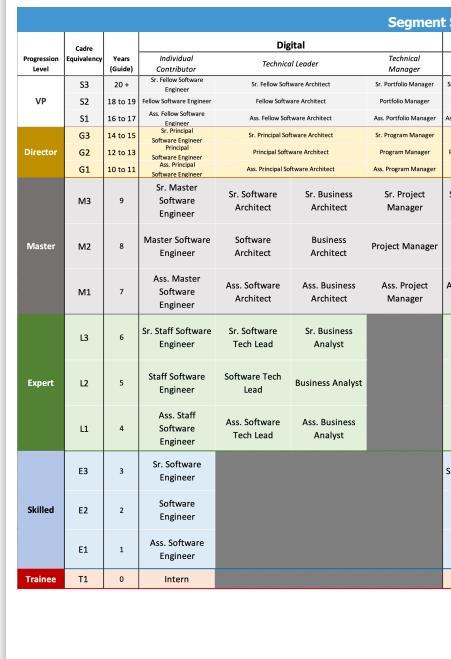 Segment S
Digital
Progression Level
Cadre Equivalency
Years (Guide)
Individual Contributor
Technical Leader
Technical Manager
VP
S3 20 + Sr. Fellow Software Engineer Sr. Fellow Software Architect Sr. Portfolio Manager
S2 18 to 19 Fellow Software Engineer Fellow Software Architect Portfolio Manager
S1 16 to 17 Ass. Fellow Software Engineer Ass. Fellow Software Architect Ass. Portfolio Manager
Director
G3 14 to 15 Sr. Principal Software Engineer Sr. Principal Software Architect Sr. Program Manager
G2 12 to 13 Principal Software Engineer Principal Software Architect Program Manager
G1 10 to 11 Ass. Principal Software Engineer Ass. Principal Software Architect Ass. Program Manager
Master
M3 9 Sr. Master Software Engineer Sr. Software Architect Sr. Business Architect Sr. Project Manager
M2 8 Master Software Engineer Software Architect Business Architect Project Manager
M1 7 Ass. Master Software Engineer Ass. Software Architect Ass. Business Architect Ass. Project Manager
Expert
L3 6 Sr. Staff Software Engineer Sr. Software Tech Lead Sr. Business Analyst
L2 5 Staff Software Engineer Software Tech Lead Business Analyst
L1 4 Ass. Staff Software Engineer Ass. Software Tech Lead Ass. Business Analyst
Skilled
E3 3 Sr. Software Engineer
E2 2 Software Engineer
E1 1 Ass. Software Engineer
Trainee T1 0 Intern